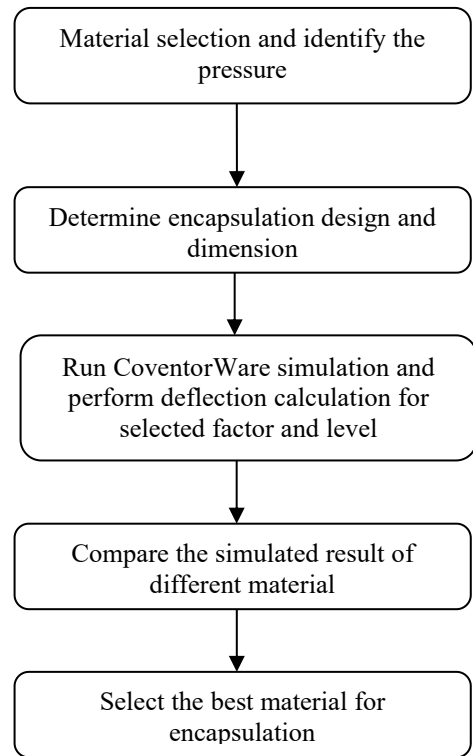 Material selection and identify the
pressure
Determine encapsulation design and
dimension
Run CoventorWare simulation and
perform deflection calculation for
selected factor and level
Compare the simulated result of
different material
Select the best material for
encapsulation